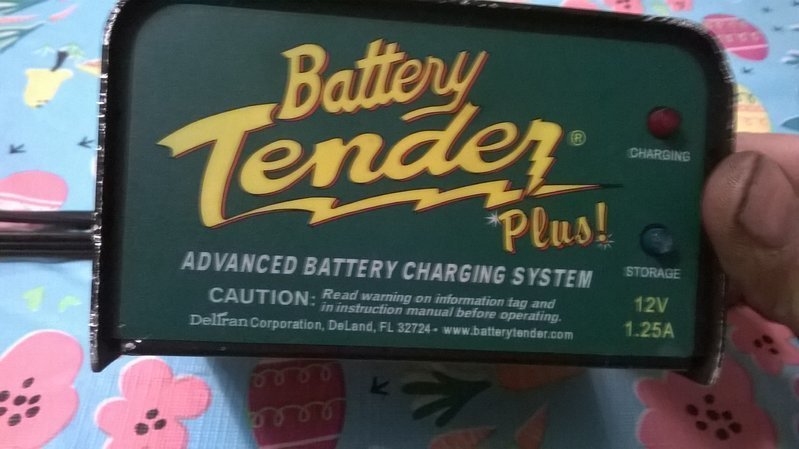 Battery
Tender®
Plus!
CHARGING
STORAGE
ADVANCED BATTERY CHARGING SYSTEM
CAUTION: Read warning on information tag and
in instruction manual before operating.
Deltran Corporation, DeLand, FL 32724 • www.batterytender.com
12V
1.25A